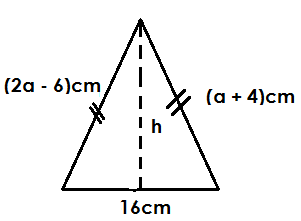 (2a - 6)cm
(a + 4)cm
h
16cm